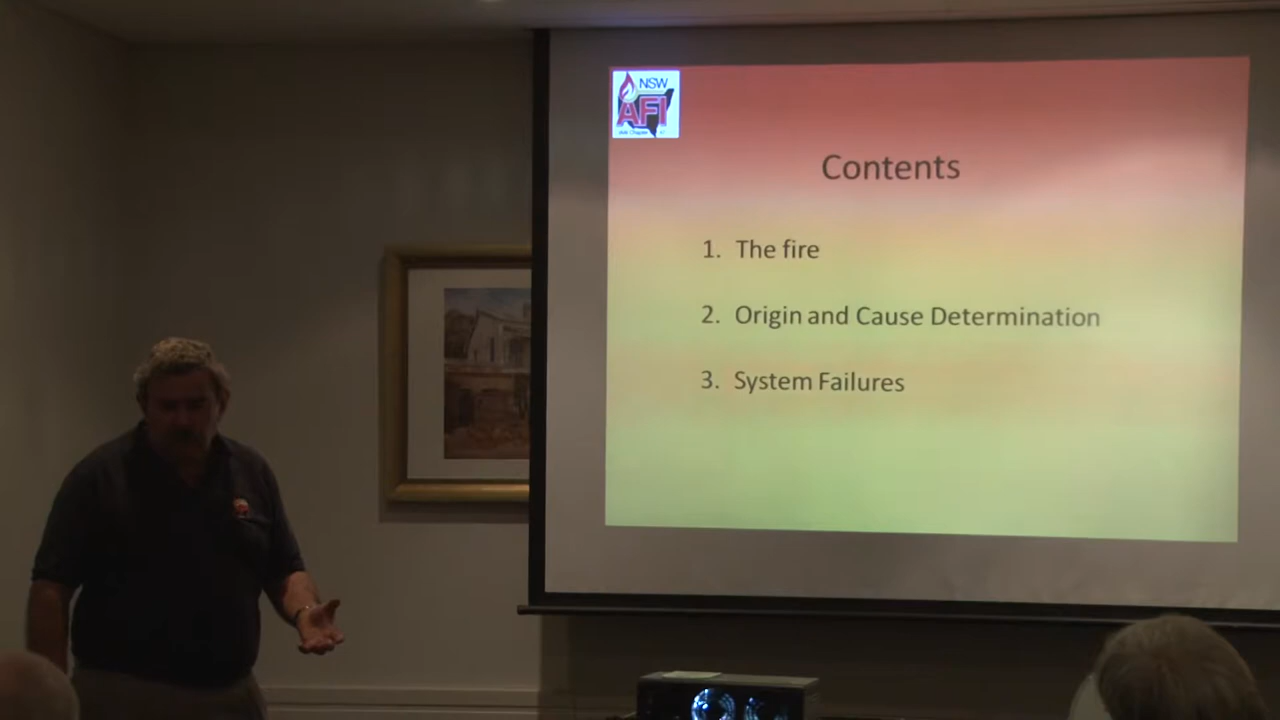 NSW
AFI
Contents
1. The fire
2. Origin and Cause Determination
3. System Failures